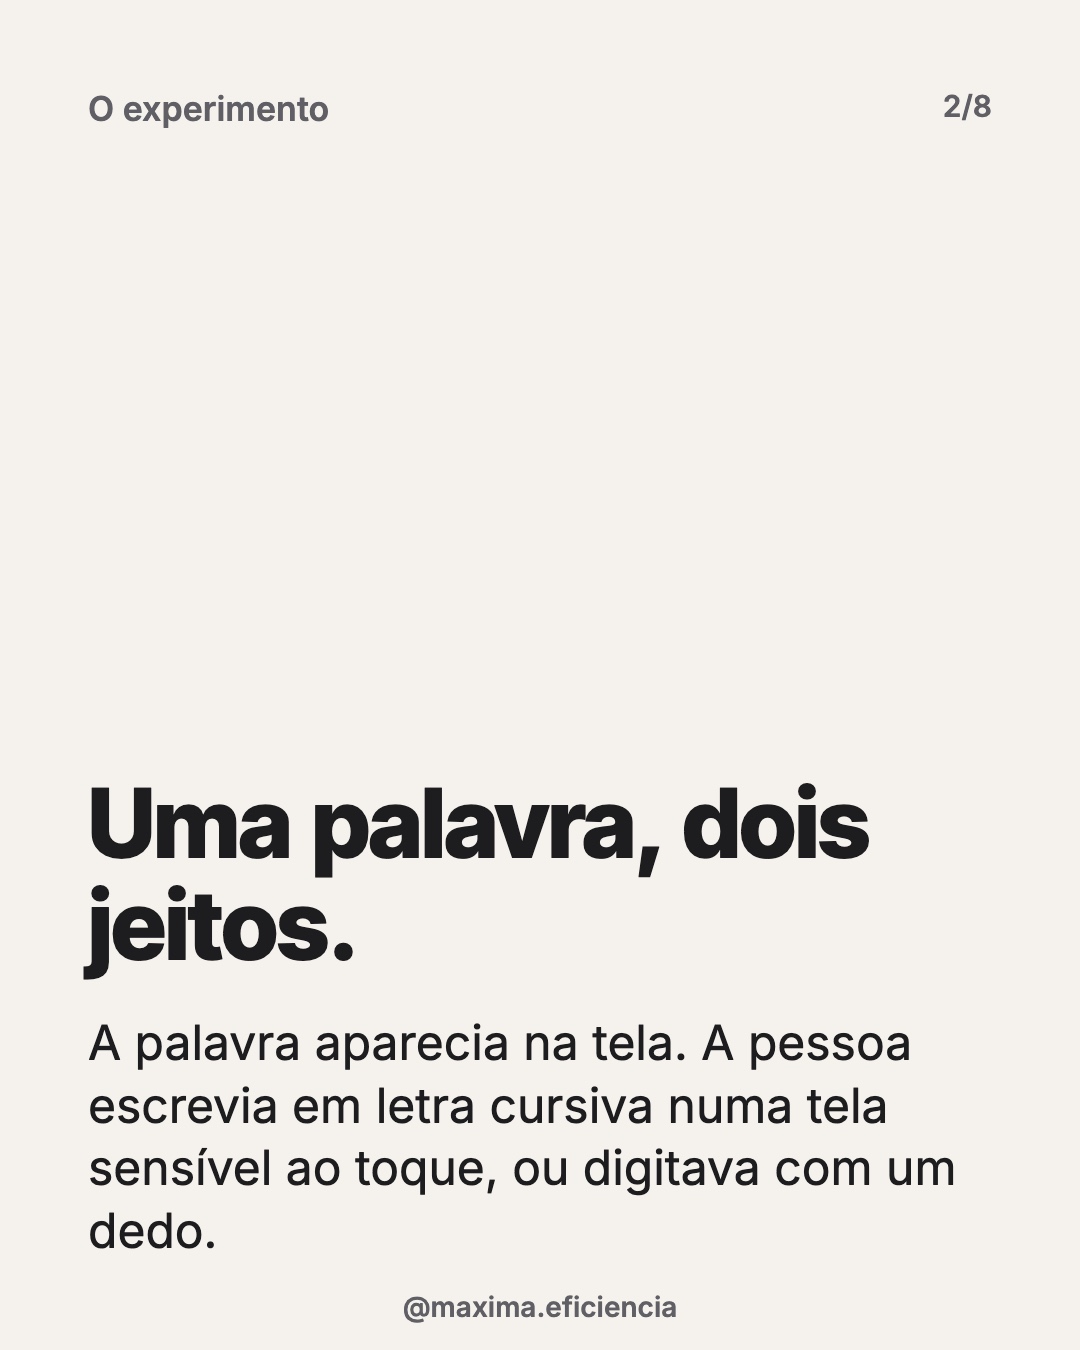 O experimento
2/8
Uma palavra, dois
jeitos.
A palavra aparecia na tela. A pessoa
escrevia em letra cursiva numa tela
sensível ao toque, ou digitava com um
dedo.
@maxima.eficiencia